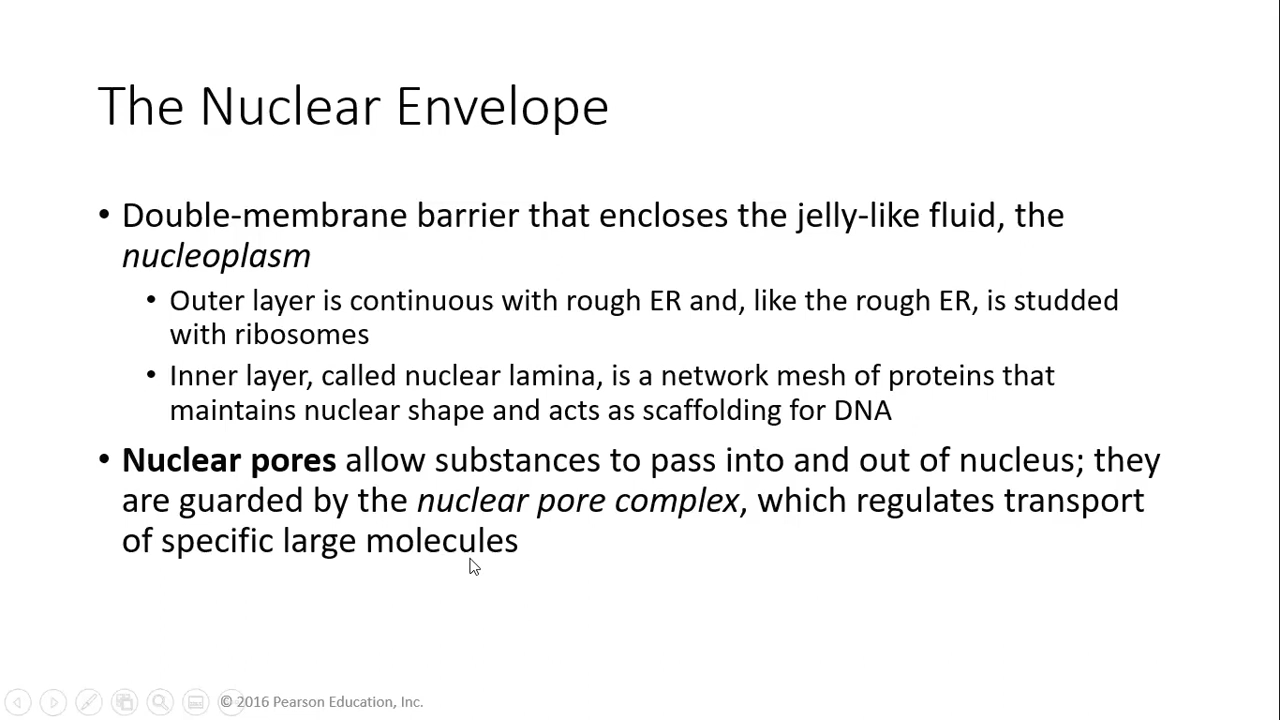 The Nuclear Envelope
• Double-membrane barrier that encloses the jelly-like fluid, the
nucleoplasm
• Outer layer is continuous with rough ER and, like the rough ER, is studded
with ribosomes
• Inner layer, called nuclear lamina, is a network mesh of proteins that
maintains nuclear shape and acts as scaffolding for DNA
• Nuclear pores allow substances to pass into and out of nucleus; they
are guarded by the nuclear pore complex, which regulates transport
of specific large molecules
© 2016 Pearson Education, Inc.